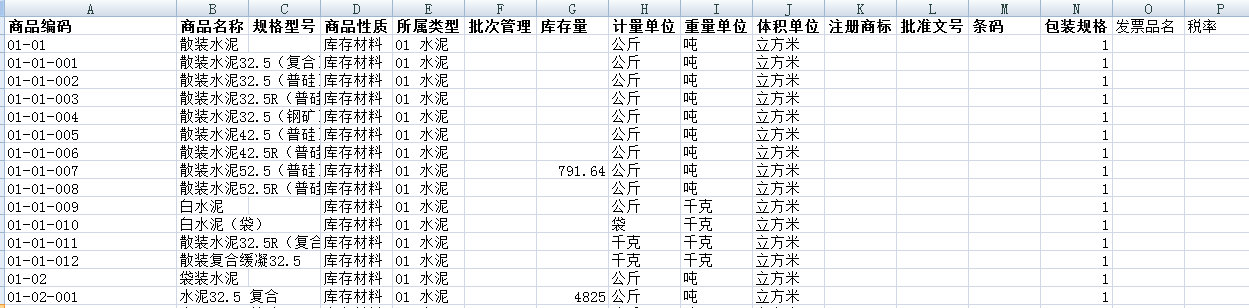 A B C D E F G H I J K L M N O P
商品编码 商品名称 规格型号 商品性质 所属类型 批次管理 库存量 计量单位 重量单位 体积单位 注册商标 批准文号 条码 包装规格 发票品名 税率
01-01 散装水泥 库存材料 01 水泥 公斤 吨 立方米 1
01-01-001 散装水泥32.5（复合 库存材料 01 水泥 公斤 吨 立方米 1
01-01-002 散装水泥32.5（普硅 库存材料 01 水泥 公斤 吨 立方米 1
01-01-003 散装水泥32.5R（普硅 库存材料 01 水泥 公斤 吨 立方米 1
01-01-004 散装水泥32.5（钢矿 库存材料 01 水泥 公斤 吨 立方米 1
01-01-005 散装水泥42.5（普硅 库存材料 01 水泥 公斤 吨 立方米 1
01-01-006 散装水泥42.5R（普硅 库存材料 01 水泥 公斤 吨 立方米 1
01-01-007 散装水泥52.5（普硅 库存材料 01 水泥 791.64 公斤 吨 立方米 1
01-01-008 散装水泥52.5R（普硅 库存材料 01 水泥 公斤 吨 立方米 1
01-01-009 白水泥 库存材料 01 水泥 公斤 千克 立方米 1
01-01-010 白水泥（袋） 库存材料 01 水泥 袋 千克 立方米 1
01-01-011 散装水泥32.5R（复合 库存材料 01 水泥 千克 千克 立方米 1
01-01-012 散装复合缓凝32.5 库存材料 01 水泥 千克 千克 立方米 1
01-02 袋装水泥 库存材料 01 水泥 公斤 吨 立方米 1
01-02-001 水泥32.5 复合 库存材料 01 水泥 4825 公斤 吨 立方米 1